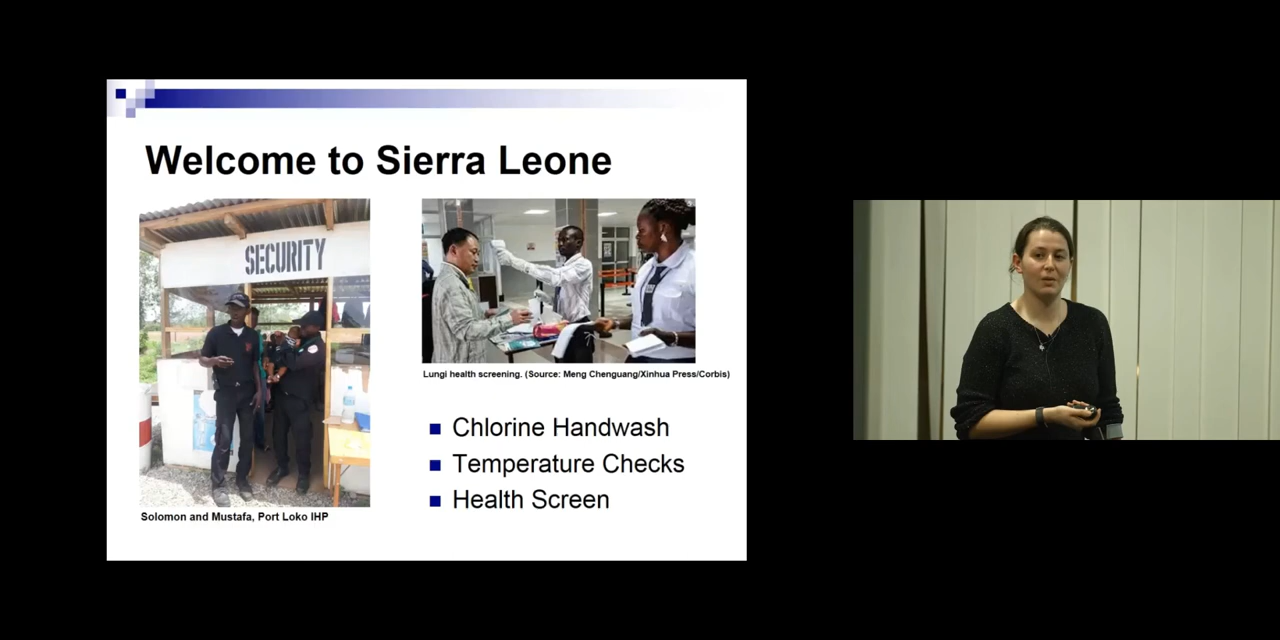 Welcome to Sierra Leone
SECURITY
Lungi health screening. (Source: Meng Chenguang/Xinhua Press/Corbis)
Chlorine Handwash
Temperature Checks
Health Screen
Solomon and Mustafa, Port Loko IHP